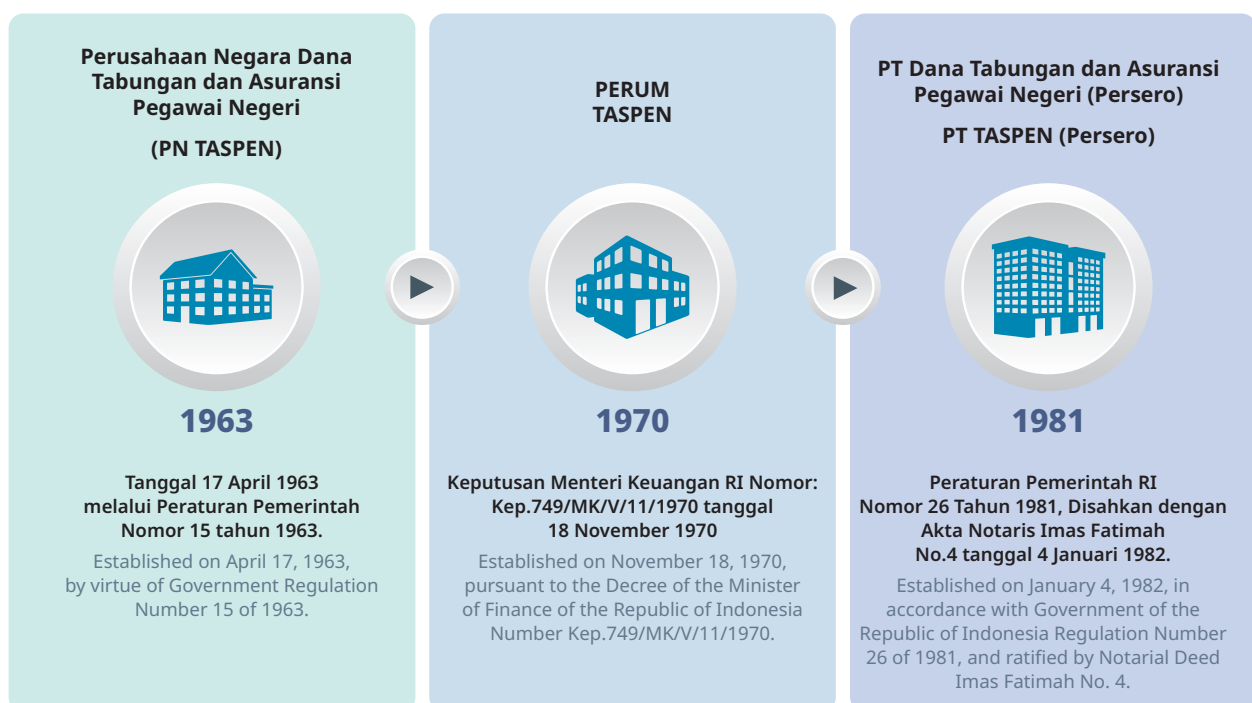 Perusahaan Negara Dana
Tabungan dan Asuransi
Pegawai Negeri
(PN TASPEN)
1963
Tanggal 17 April 1963
melalui Peraturan Pemerintah
Nomor 15 tahun 1963.
Established on April 17, 1963,
by virtue of Government Regulation
Number 15 of 1963.
PERUM
TASPEN
1970
Keputusan Menteri Keuangan RI Nomor:
Kep.749/MK/V/11/1970 tanggal
18 November 1970
Established on November 18, 1970,
pursuant to the Decree of the Minister
of Finance of the Republic of Indonesia
Number Kep.749/MK/V/11/1970.
PT Dana Tabungan dan Asuransi
Pegawai Negeri (Persero)
PT TASPEN (Persero)
1981
Peraturan Pemerintah RI
Nomor 26 Tahun 1981, Disahkan dengan
Akta Notaris Imas Fatimah
No.4 tanggal 4 Januari 1982.
Established on January 4, 1982, in
accordance with Government of the
Republic of Indonesia Regulation Number
26 of 1981, and ratified by Notarial Deed
Imas Fatimah No. 4.